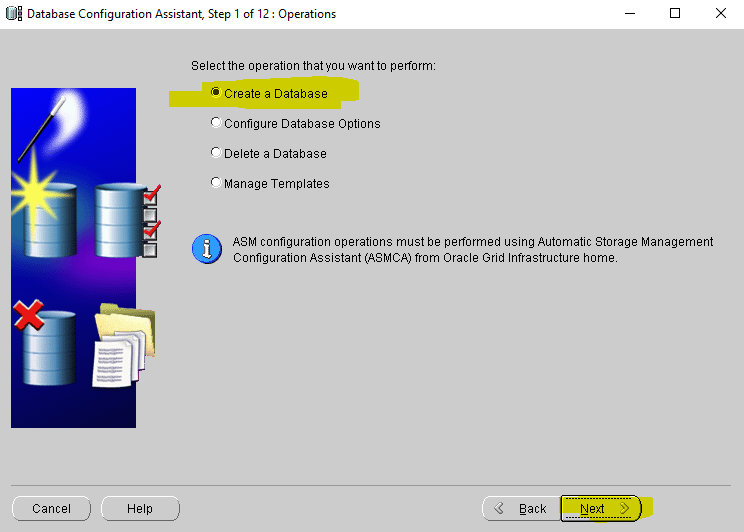 Database Configuration Assistant, Step 1 of 12 : Operations
Select the operation that you want to perform:
Create a Database
Configure Database Options
Delete a Database
Manage Templates
ASM configuration operations must be performed using Automatic Storage Management
Configuration Assistant (ASMCA) from Oracle Grid Infrastructure home.
Cancel
Help
Back
Next